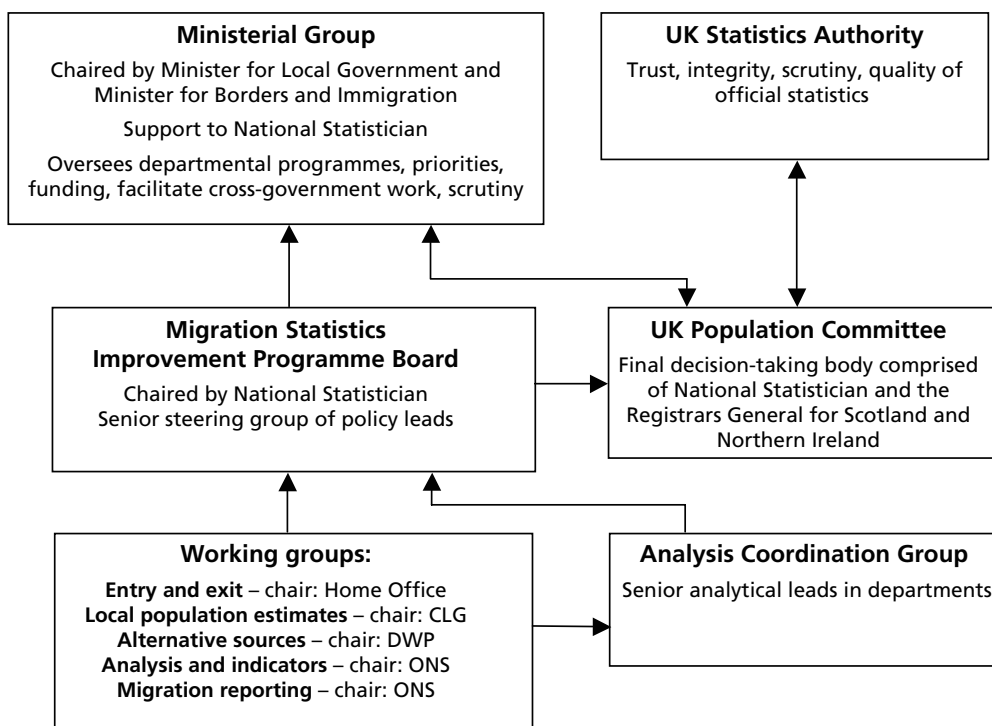 Ministerial Group
Chaired by Minister for Local Government and
Minister for Borders and Immigration
Support to National Statistician
Oversees departmental programmes, priorities,
funding, facilitate cross-government work, scrutiny
UK Statistics Authority
Trust, integrity, scrutiny, quality of
official statistics
Migration Statistics
Improvement Programme Board
Chaired by National Statistician
Senior steering group of policy leads
UK Population Committee
Final decision-taking body comprised
of National Statistician and the
Registrars General for Scotland and
Northern Ireland
Working groups:
Entry and exit – chair: Home Office
Local population estimates – chair: CLG
Alternative sources – chair: DWP
Analysis and indicators – chair: ONS
Migration reporting – chair: ONS
Analysis Coordination Group
Senior analytical leads in departments